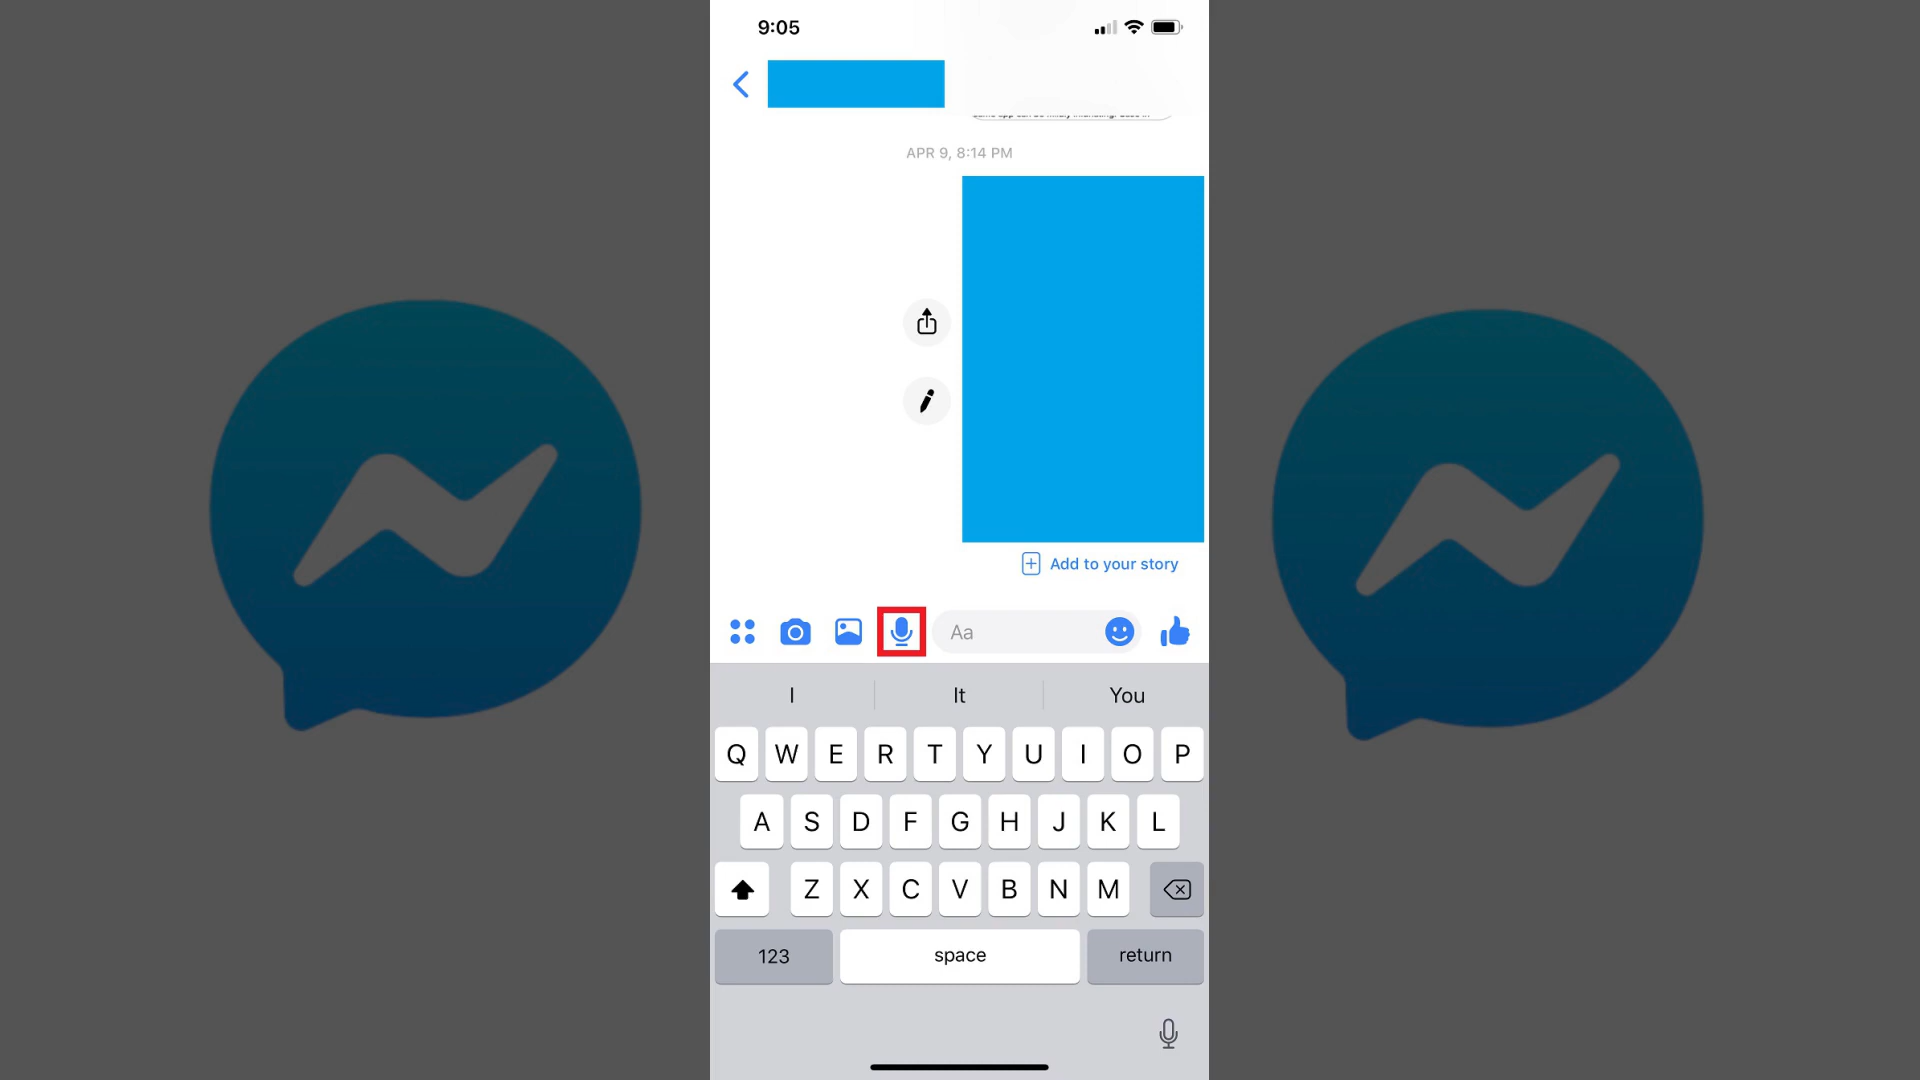 9:05
APR 9, 8:14 PM
Add to your story
Aa
I It You
Q W E R T Y U I O P
A S D F G H J K L
Z X C V B N M
123 space return